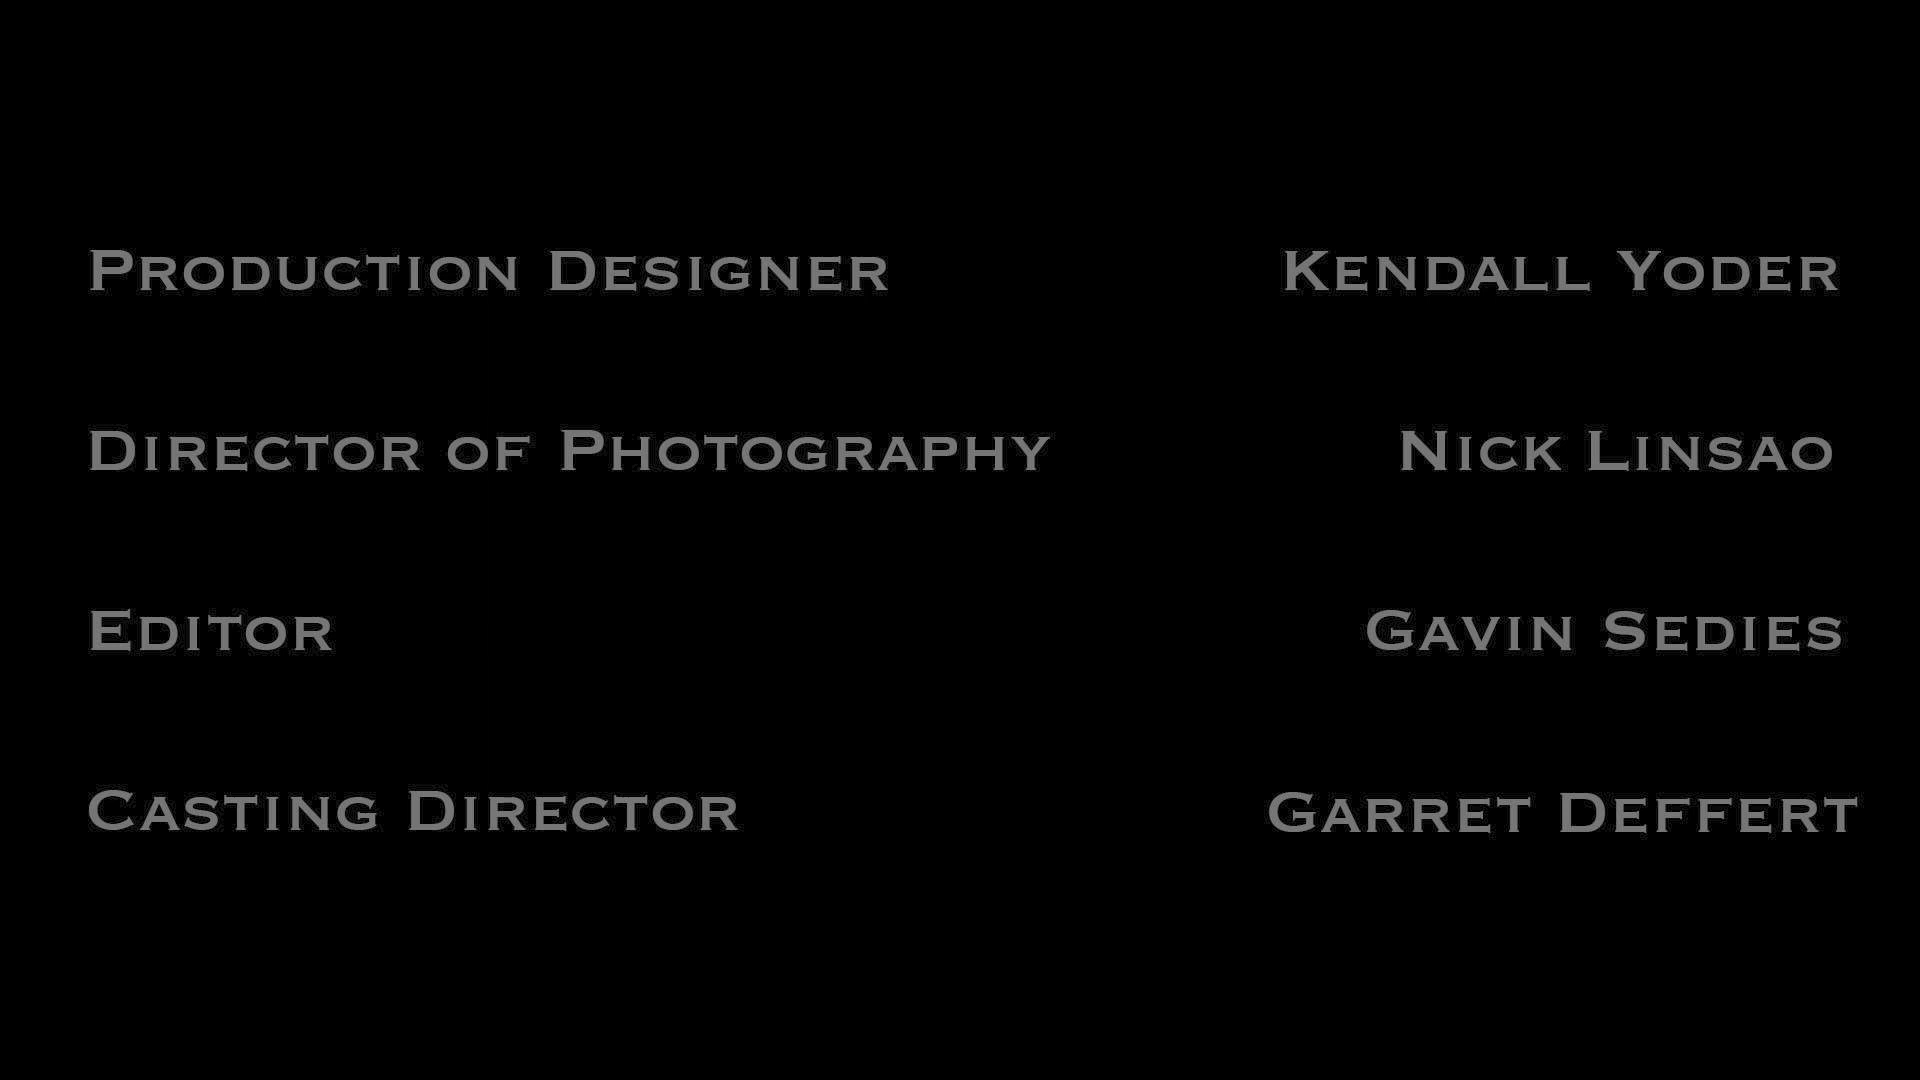 Production Designer Kendall Yoder
Director of Photography Nick Linsao
Editor Gavin Sedies
Casting Director Garret Deffert